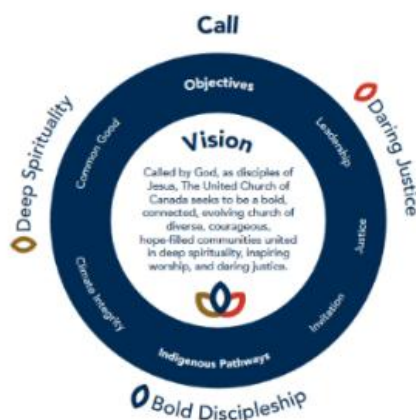 Call
Deep Spirituality
Daring Justice
Bold Discipleship
Objectives
Leadership
Justice
Invitation
Indigenous Pathways
Climate Integrity
Common Good
Vision
Called by God, as disciples of
Jesus, The United Church of
Canada seeks to be a bold,
connected, evolving church of
diverse, courageous,
hope-filled communities united
in deep spirituality, inspiring
worship, and daring justice.